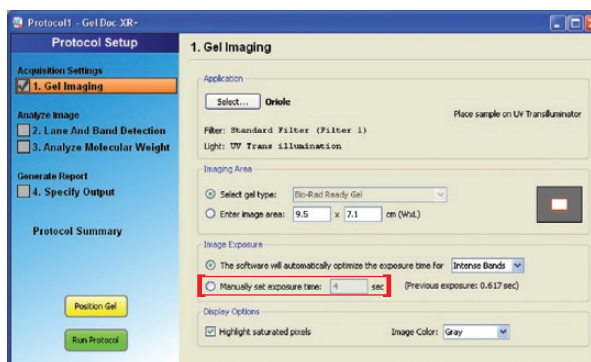 Protocol1 - Gel Doc XR+
Protocol Setup
1. Gel Imaging
Acquisition Settings
1. Gel Imaging
Analyze Image
2. Lane And Band Detection
3. Analyze Molecular Weight
Generate Report
4. Specify Output
Protocol Summary
Position Gel
Run Protocol
Application
Select... Oriole
Place sample on UV Transilluminator
Filter: Standard Filter (Filter 1)
Light: UV Trans illumination
Imaging Area
Select gel type: Bio-Rad Ready Gel
Enter image area: 9.5 x 7.1 cm (WxL)
Image Exposure
The software will automatically optimize the exposure time for Intense Bands
Manually set exposure time: 4 sec (Previous exposure: 0.617 sec)
Display Options
Highlight saturated pixels Image Color: Gray